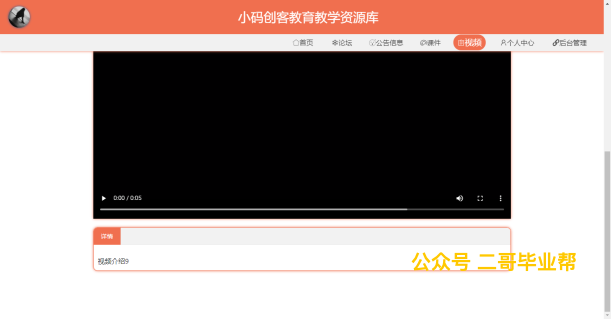 小码创客教育教学资源库
首页 论坛 公告信息 课件 视频 个人中心 后台管理
0:00 / 0:05
详情
视频介绍9
公众号 二哥毕业帮